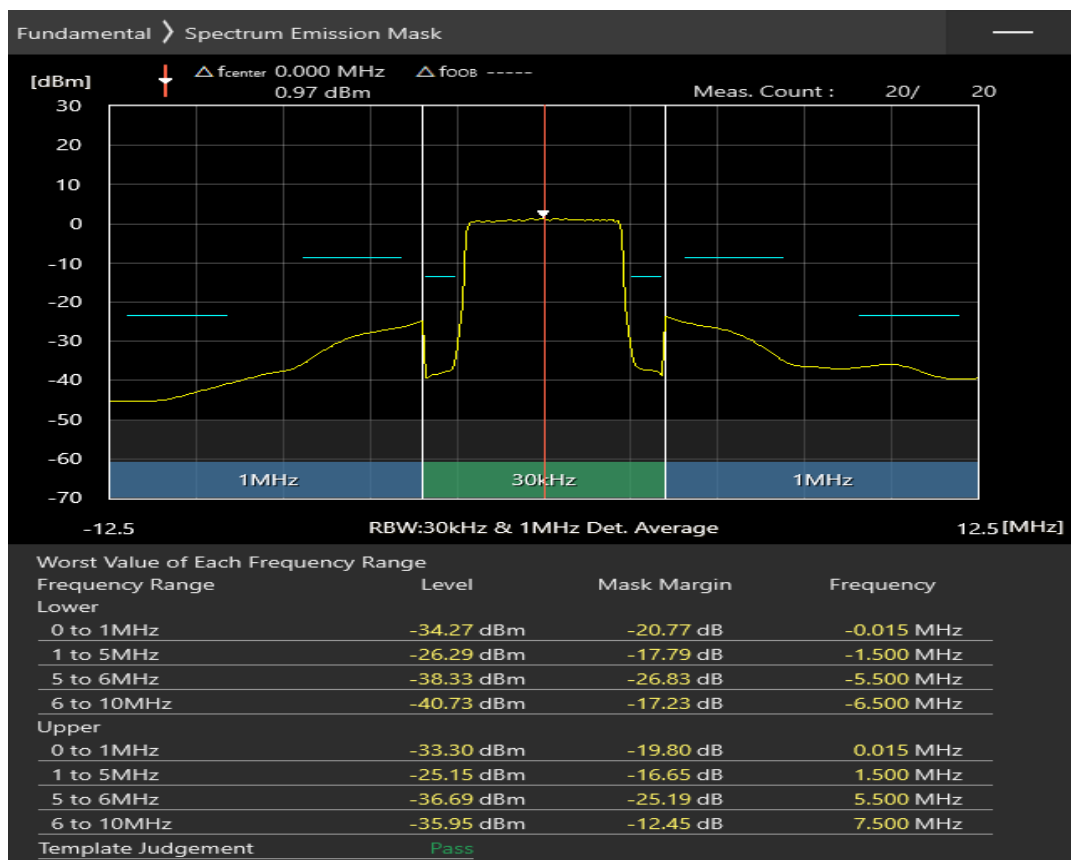 Fundamental ❯ Spectrum Emission Mask
[dBm] △ fcenter 0.000 MHz △ fOOB -----
0.97 dBm Meas. Count : 20/ 20
30
20
10
0
-10
-20
-30
-40
-50
-60
-70
1MHz 30kHz 1MHz
-12.5 RBW:30kHz & 1MHz Det. Average 12.5 [MHz]
Worst Value of Each Frequency Range
Frequency Range Level Mask Margin Frequency
Lower
0 to 1MHz -34.27 dBm -20.77 dB -0.015 MHz
1 to 5MHz -26.29 dBm -17.79 dB -1.500 MHz
5 to 6MHz -38.33 dBm -26.83 dB -5.500 MHz
6 to 10MHz -40.73 dBm -17.23 dB -6.500 MHz
Upper
0 to 1MHz -33.30 dBm -19.80 dB 0.015 MHz
1 to 5MHz -25.15 dBm -16.65 dB 1.500 MHz
5 to 6MHz -36.69 dBm -25.19 dB 5.500 MHz
6 to 10MHz -35.95 dBm -12.45 dB 7.500 MHz
Template Judgement Pass